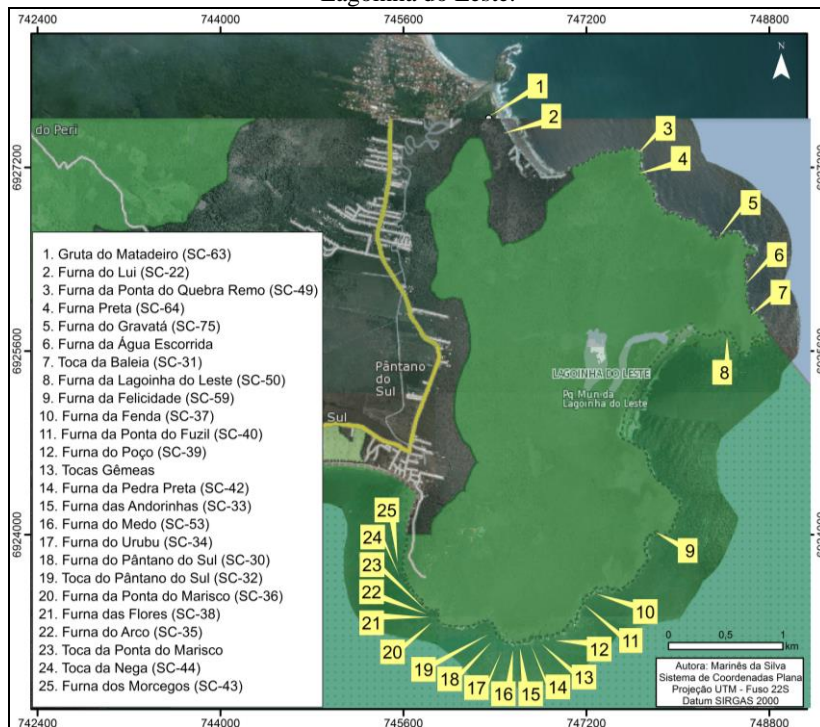 Lagoinha do Leste.
742400 744000 745600 747200 748800
N
1
2
do Peri
3
4
6927200 6927200
5
6
7
1. Gruta do Matadeiro (SC-63)
2. Furna do Lui (SC-22)
3. Furna da Ponta do Quebra Remo (SC-49)
4. Furna Preta (SC-64)
5. Furna do Gravatá (SC-75)
6. Furna da Água Escorrida
7. Toca da Baleia (SC-31)
8. Furna da Lagoinha do Leste (SC-50)
9. Furna da Felicidade (SC-59)
10. Furna da Fenda (SC-37)
11. Furna da Ponta do Fuzil (SC-40)
12. Furna do Poço (SC-39)
13. Tocas Gêmeas
14. Furna da Pedra Preta (SC-42)
15. Furna das Andorinhas (SC-33)
16. Furna do Medo (SC-53)
17. Furna do Urubu (SC-34)
18. Furna do Pântano do Sul (SC-30)
19. Toca do Pântano do Sul (SC-32)
20. Furna da Ponta do Marisco (SC-36)
21. Furna das Flores (SC-38)
22. Furna do Arco (SC-35)
23. Toca da Ponta do Marisco
24. Toca da Nega (SC-44)
25. Furna dos Morcegos (SC-43)
6925600 6925600
Pântano
do
Sul
LAGOINHA DO LESTE
Pq Mun da
Lagoinha do Leste
8
Sul
6924000 6924000
25
24
23
22
21
20
19
18
17
16
15
14
13
12
11
10
9
0 0,5 1
km
Autora: Marinês da Silva
Sistema de Coordenadas Plana
Projeção UTM - Fuso 22S
Datum SIRGAS 2000
742400 744000 745600 747200 748800